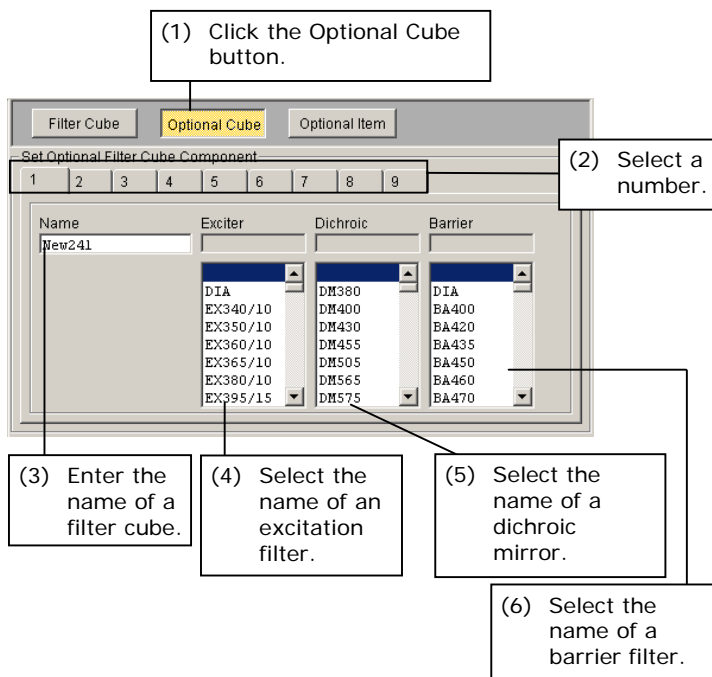 (1) Click the Optional Cube
button.
Filter Cube Optional Cube Optional Item
Set Optional Filter Cube Component
1 2 3 4 5 6 7 8 9
(2) Select a
number.
Name Exciter Dichroic Barrier
New241
DIA DM380 DIA
EX340/10 DM400 BA400
EX350/10 DM430 BA420
EX360/10 DM455 BA435
EX365/10 DM505 BA450
EX380/10 DM565 BA460
EX395/15 DM575 BA470
(3) Enter the
name of a
filter cube.
(4) Select the
name of an
excitation
filter.
(5) Select the
name of a
dichroic
mirror.
(6) Select the
name of a
barrier filter.